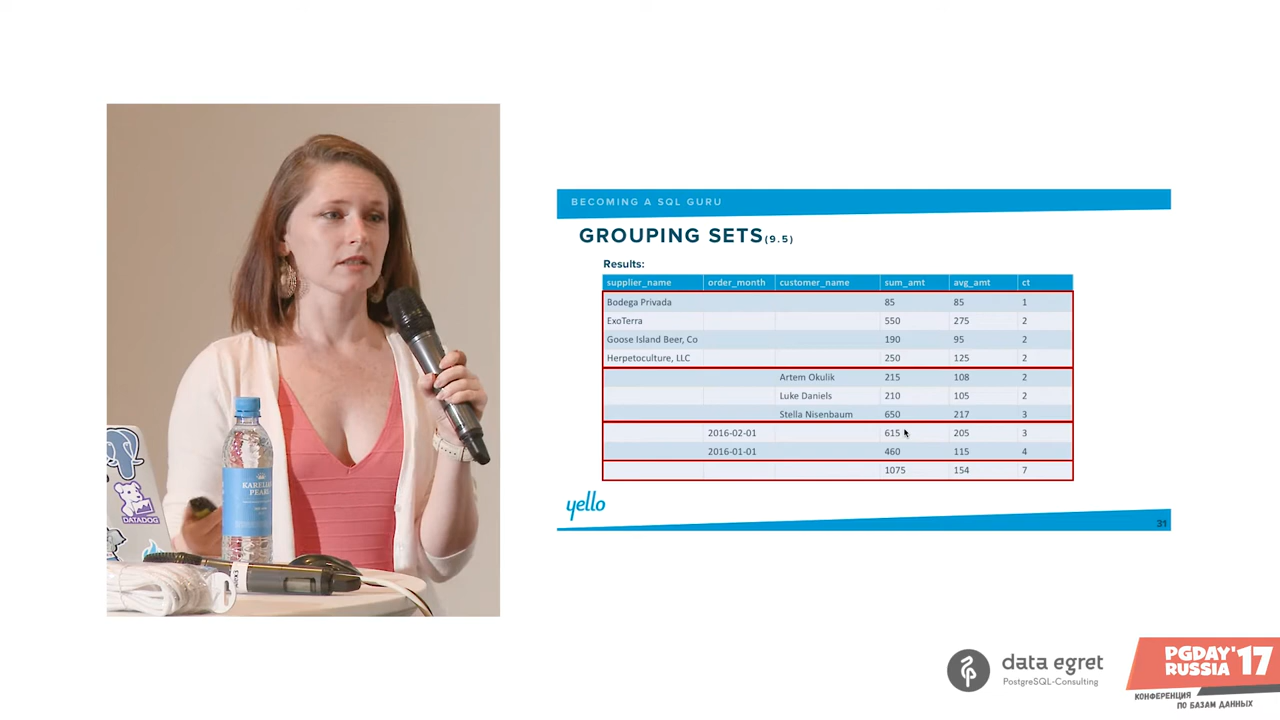 BECOMING A SQL GURU
GROUPING SETS(9.5)
Results:
supplier_name order_month customer_name sum_amt avg_amt ct
Bodega Privada 85 85 1
ExoTerra 550 275 2
Goose Island Beer, Co 190 95 2
Herpetoculture, LLC 250 125 2
Artem Okulik 215 108 2
Luke Daniels 210 105 2
Stella Nisenbaum 650 217 3
2016-02-01 615 205 3
2016-01-01 460 115 4
1075 154 7
yello
31
KARELIA
PEARL
DATADOG
data egret
PostgreSQL-Consulting
PGDAY'17
RUSSIA
КОНФЕРЕНЦИЯ
ПО БАЗАМ ДАННЫХ